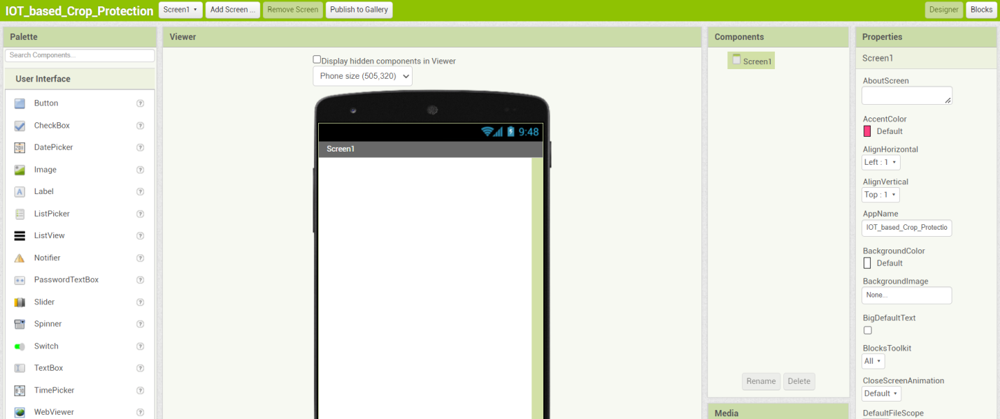 IOT_based_Crop_Protection
Screen1
Add Screen ...
Remove Screen
Publish to Gallery
Designer
Blocks
Palette
Search Components...
User Interface
Button
CheckBox
DatePicker
Image
Label
ListPicker
ListView
Notifier
PasswordTextBox
Slider
Spinner
Switch
TextBox
TimePicker
WebViewer
Viewer
Display hidden components in Viewer
Phone size (505,320)
9:48
Screen1
Components
Screen1
Rename
Delete
Media
Properties
Screen1
AboutScreen
AccentColor
Default
AlignHorizontal
Left : 1
AlignVertical
Top : 1
AppName
IOT_based_Crop_Protectio
BackgroundColor
Default
BackgroundImage
None...
BigDefaultText
BlocksToolkit
All
CloseScreenAnimation
Default
DefaultFileScope